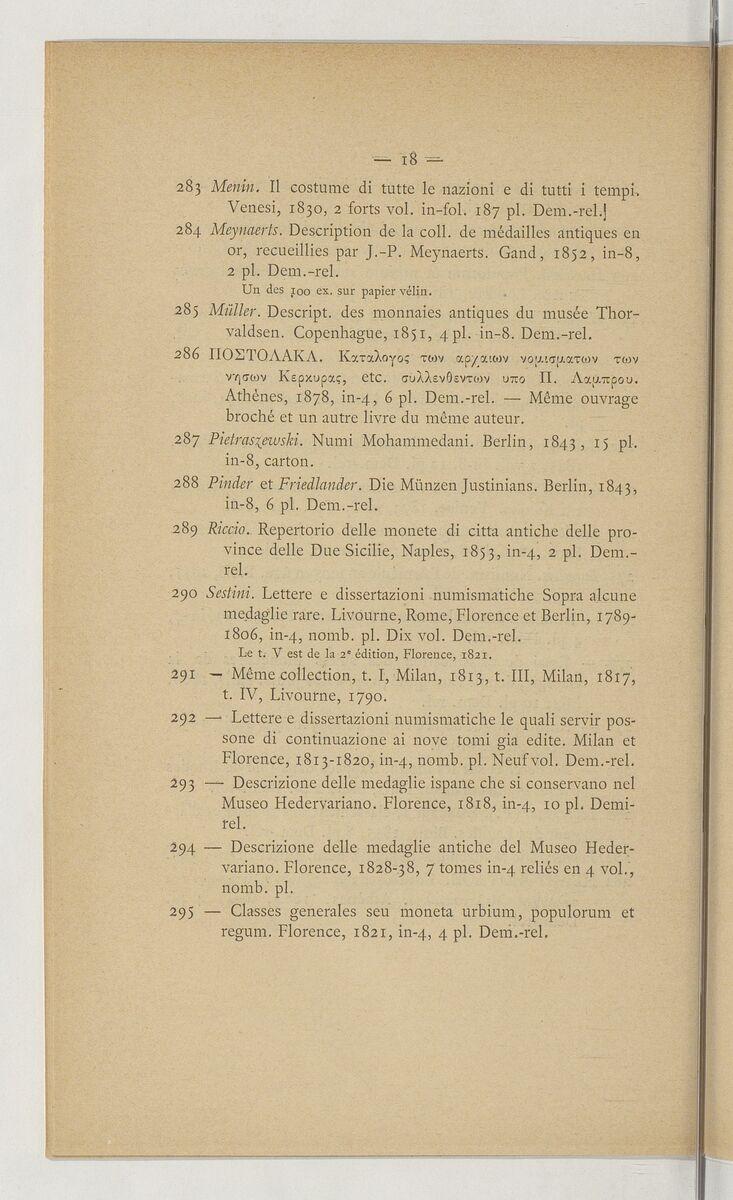 — 18 —
283 Menin. Il costume di tutte le nazioni e di tutti i tempi.
Venesi, 1830, 2 forts vol. in-fol. 187 pl. Dem.-rel.
284 Meynaerts. Description de la coll. de médailles antiques en
or, recueillies par J.-P. Meynaerts. Gand, 1852, in-8,
2 pl. Dem.-rel.
Un des 100 ex. sur papier vélin.
285 Müller. Descript. des monnaies antiques du musée Thor-
valdsen. Copenhague, 1851, 4 pl. in-8. Dem.-rel.
286 ΠΟΣΤΟΛΑΚΑ. Καταλογος των αρχαιων νομισματων των
νησων Κερκυρας, etc. συλλενθεντων υπο Π. Λαμπρου.
Athènes, 1878, in-4, 6 pl. Dem.-rel. — Même ouvrage
broché et un autre livre du même auteur.
287 Pietraszewski. Numi Mohammedani. Berlin, 1843, 15 pl.
in-8, carton.
288 Pinder et Friedlander. Die Münzen Justinians. Berlin, 1843,
in-8, 6 pl. Dem.-rel.
289 Riccio. Repertorio delle monete di citta antiche delle pro-
vince delle Due Sicilie, Naples, 1853, in-4, 2 pl. Dem.-
rel.
290 Sestini. Lettere e dissertazioni numismatiche Sopra alcune
medaglie rare. Livourne, Rome, Florence et Berlin, 1789-
1806, in-4, nomb. pl. Dix vol. Dem.-rel.
Le t. V est de la 2e édition, Florence, 1821.
291 — Même collection, t. I, Milan, 1813, t. III, Milan, 1817,
t. IV, Livourne, 1790.
292 — Lettere e dissertazioni numismatiche le quali servir pos-
sone di continuazione ai nove tomi gia edite. Milan et
Florence, 1813-1820, in-4, nomb. pl. Neuf vol. Dem.-rel.
293 — Descrizione delle medaglie ispane che si conservano nel
Museo Hedervariano. Florence, 1818, in-4, 10 pl. Demi-
rel.
294 — Descrizione delle medaglie antiche del Museo Heder-
variano. Florence, 1828-38, 7 tomes in-4 reliés en 4 vol.,
nomb. pl.
295 — Classes generales seu moneta urbium, populorum et
regum. Florence, 1821, in-4, 4 pl. Dem.-rel.